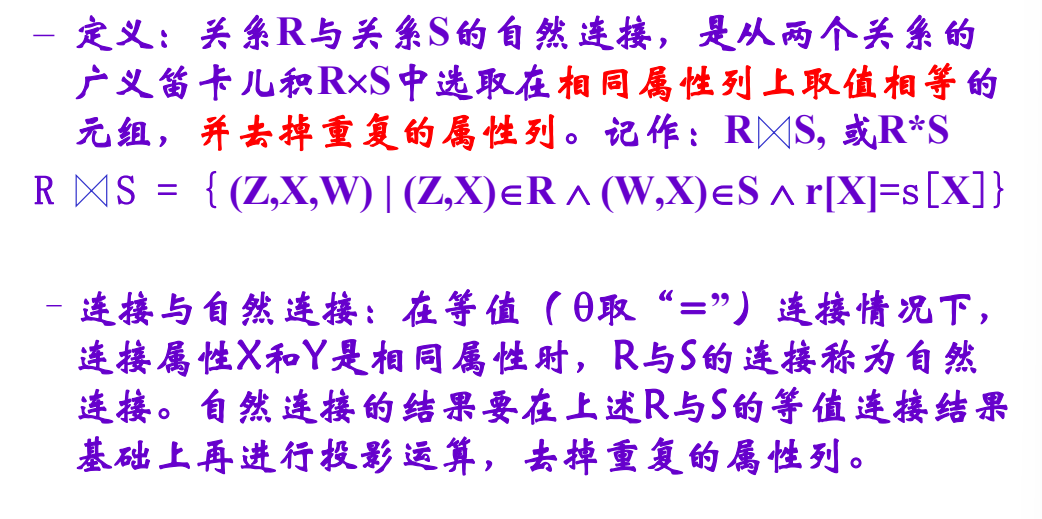 – 定义：关系R与关系S的自然连接，是从两个关系的
广义笛卡儿积R×S中选取在相同属性列上取值相等的
元组，并去掉重复的属性列。记作：R⋈S, 或R*S
R ⋈S = { (Z,X,W) | (Z,X)∈R ∧ (W,X)∈S ∧ r[X]=s[X]}
– 连接与自然连接：在等值（θ取“=”）连接情况下，
连接属性X和Y是相同属性时，R与S的连接称为自然
连接。自然连接的结果要在上述R与S的等值连接结果
基础上再进行投影运算，去掉重复的属性列。